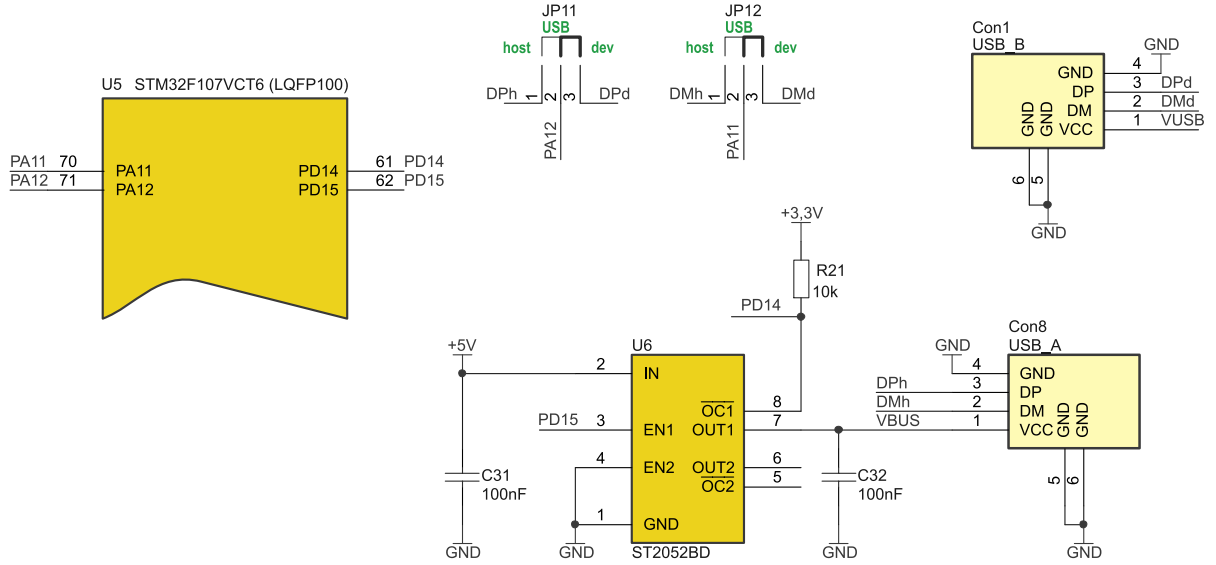 JP11
USB
host dev
DPh 1 2 3 DPd
PA12
JP12
USB
host dev
DMh 1 2 3 DMd
PA11
Con1
USB_B
GND 4 GND
DP 3 DPd
DM 2 DMd
VCC 1 VUSB
GND GND
6 5
GND
U5 STM32F107VCT6 (LQFP100)
PA11 70 PA11 PD14 61 PD14
PA12 71 PA12 PD15 62 PD15
+3,3V
R21
10k
PD14
+5V
U6
2 IN
OC1 8
PD15 3 EN1 OUT1 7
4 EN2 OUT2 6
OC2 5
1 GND
ST2052BD
C31
100nF
GND
GND
C32
100nF
GND
Con8
USB_A
GND 4 GND
DPh 3 DP
DMh 2 DM
VBUS 1 VCC
GND GND
5 6
GND